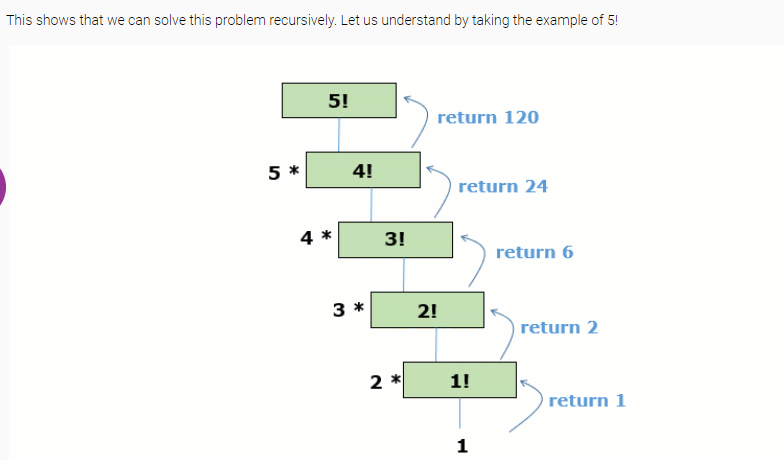 This shows that we can solve this problem recursively. Let us understand by taking the example of 5!
5!
return 120
5 * 4!
return 24
4 * 3!
return 6
3 * 2!
return 2
2 * 1!
return 1
1